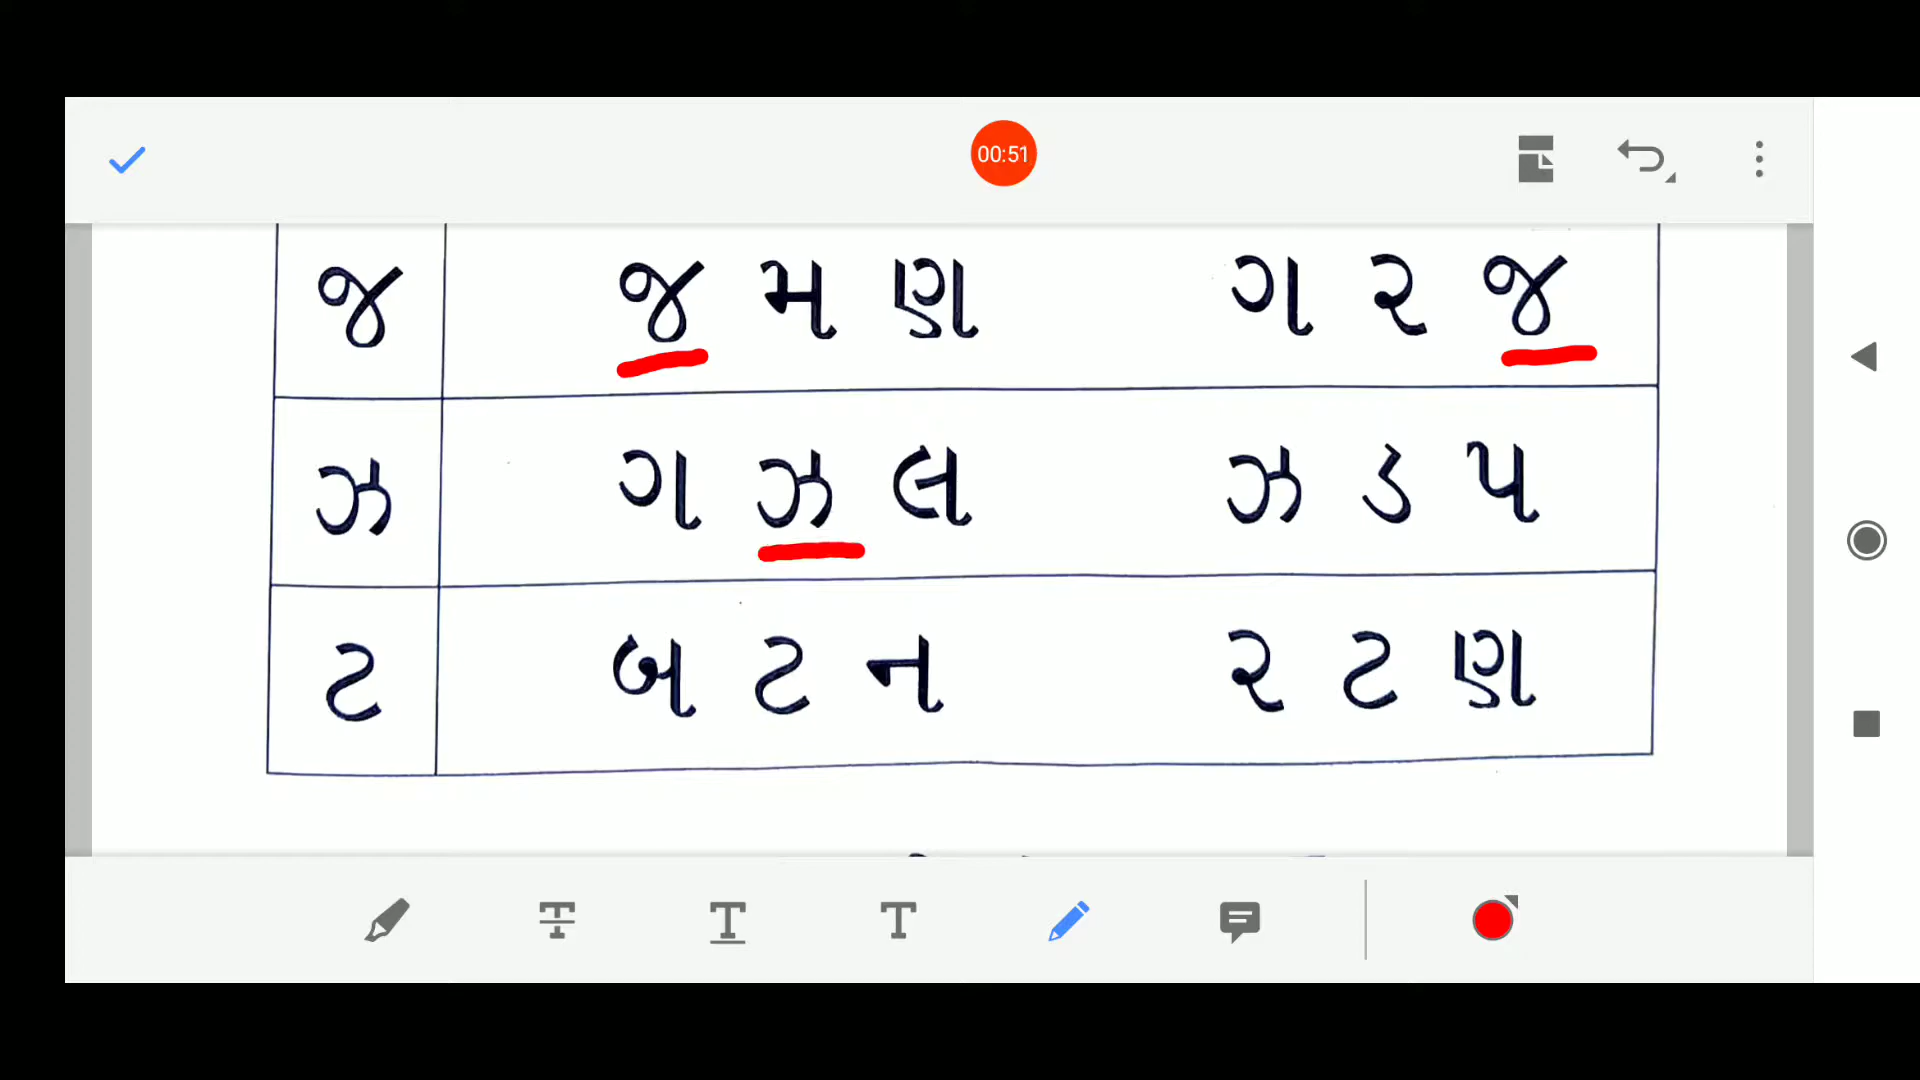 00:51
જ જ મ ણ ગ ર જ
ઝ ગ ઝ લ ઝ ડ પ
ટ બ ટ ન ર ટ ણ